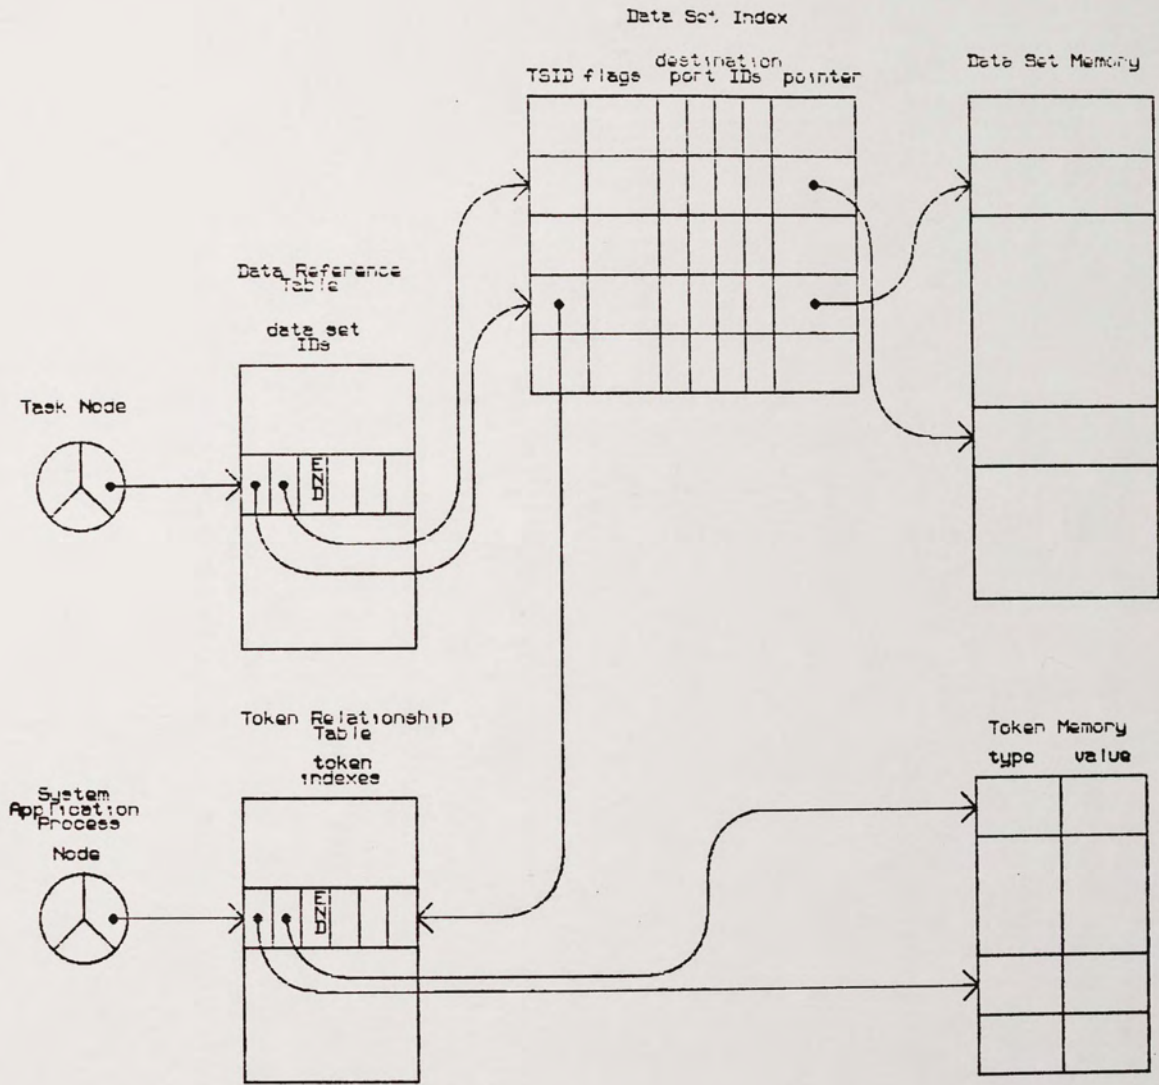 Data Set Index
destination
TSID flags port IDs pointer
Data Set Memory
Data Reference
Table
data set
IDs
Task Node
END
Token Relationship
Table
token
indexes
Token Memory
type value
System
Application
Process
Node
END